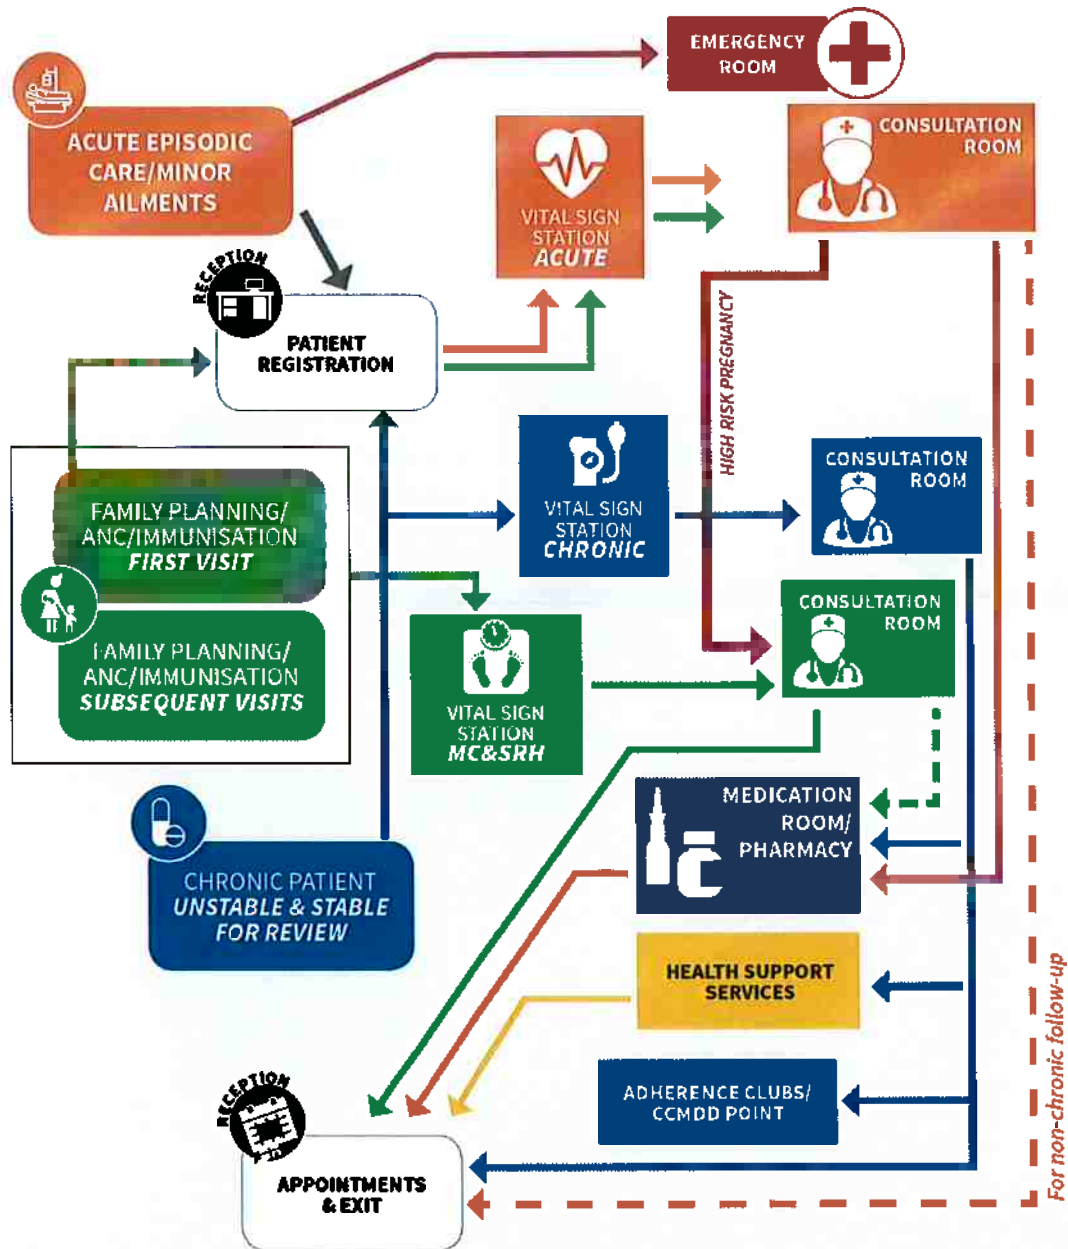 EMERGENCY
ROOM
ACUTE EPISODIC
CARE/MINOR
AILMENTS
CONSULTATION
ROOM
VITAL SIGN
STATION
ACUTE
RECEPTION
PATIENT
REGISTRATION
HIGH RISK PREGNANCY
FAMILY PLANNING/
ANC/IMMUNISATION
FIRST VISIT
VITAL SIGN
STATION
CHRONIC
CONSULTATION
ROOM
FAMILY PLANNING/
ANC/IMMUNISATION
SUBSEQUENT VISITS
VITAL SIGN
STATION
MC&SRH
CONSULTATION
ROOM
CHRONIC PATIENT
UNSTABLE & STABLE
FOR REVIEW
MEDICATION
ROOM/
PHARMACY
HEALTH SUPPORT
SERVICES
ADHERENCE CLUBS/
CCMDD POINT
For non-chronic follow-up
RECEPTION
APPOINTMENTS
& EXIT